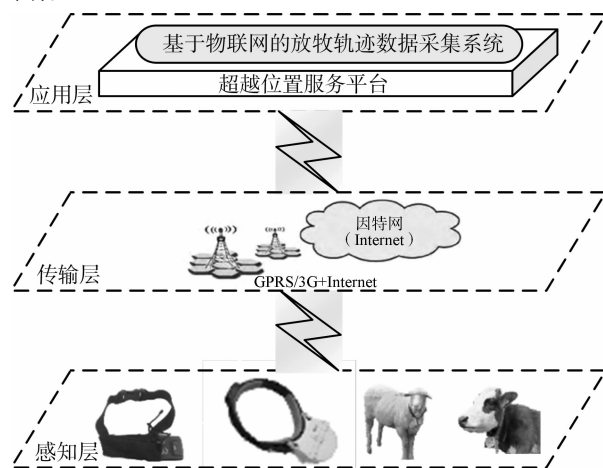 基于物联网的放牧轨迹数据采集系统
超越位置服务平台
应用层
因特网
（Internet）
传输层
GPRS/3G+Internet
感知层